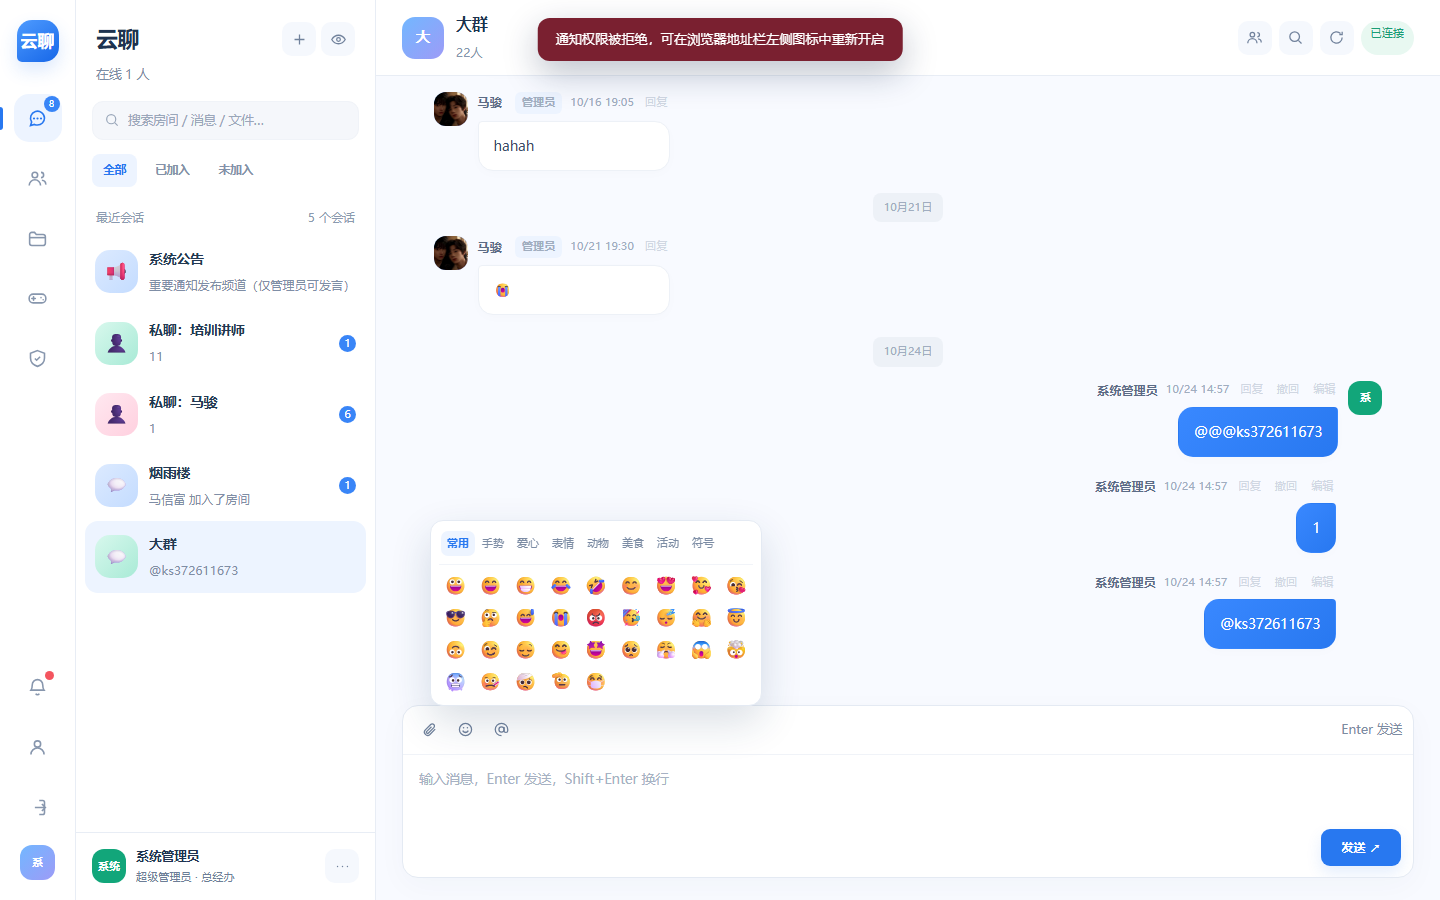 云聊
8
系
云聊
在线 1 人
搜索房间 / 消息 / 文件...
全部
已加入
未加入
最近会话
5 个会话
系统公告
重要通知发布频道（仅管理员可发言）
私聊：培训讲师
11
1
私聊：马骏
1
6
烟雨楼
马信富 加入了房间
1
大群
@ks372611673
系统
系统管理员
超级管理员 · 总经办
···
大
大群
22人
通知权限被拒绝，可在浏览器地址栏左侧图标中重新开启
已连接
马骏 管理员 10/16 19:05 回复
hahah
10月21日
马骏 管理员 10/21 19:30 回复
10月24日
系统管理员 10/24 14:57 回复 撤回 编辑
系
@@@ks372611673
系统管理员 10/24 14:57 回复 撤回 编辑
1
系统管理员 10/24 14:57 回复 撤回 编辑
@ks372611673
常用 手势 爱心 表情 动物 美食 活动 符号
Enter 发送
输入消息，Enter 发送，Shift+Enter 换行
发送 ↗